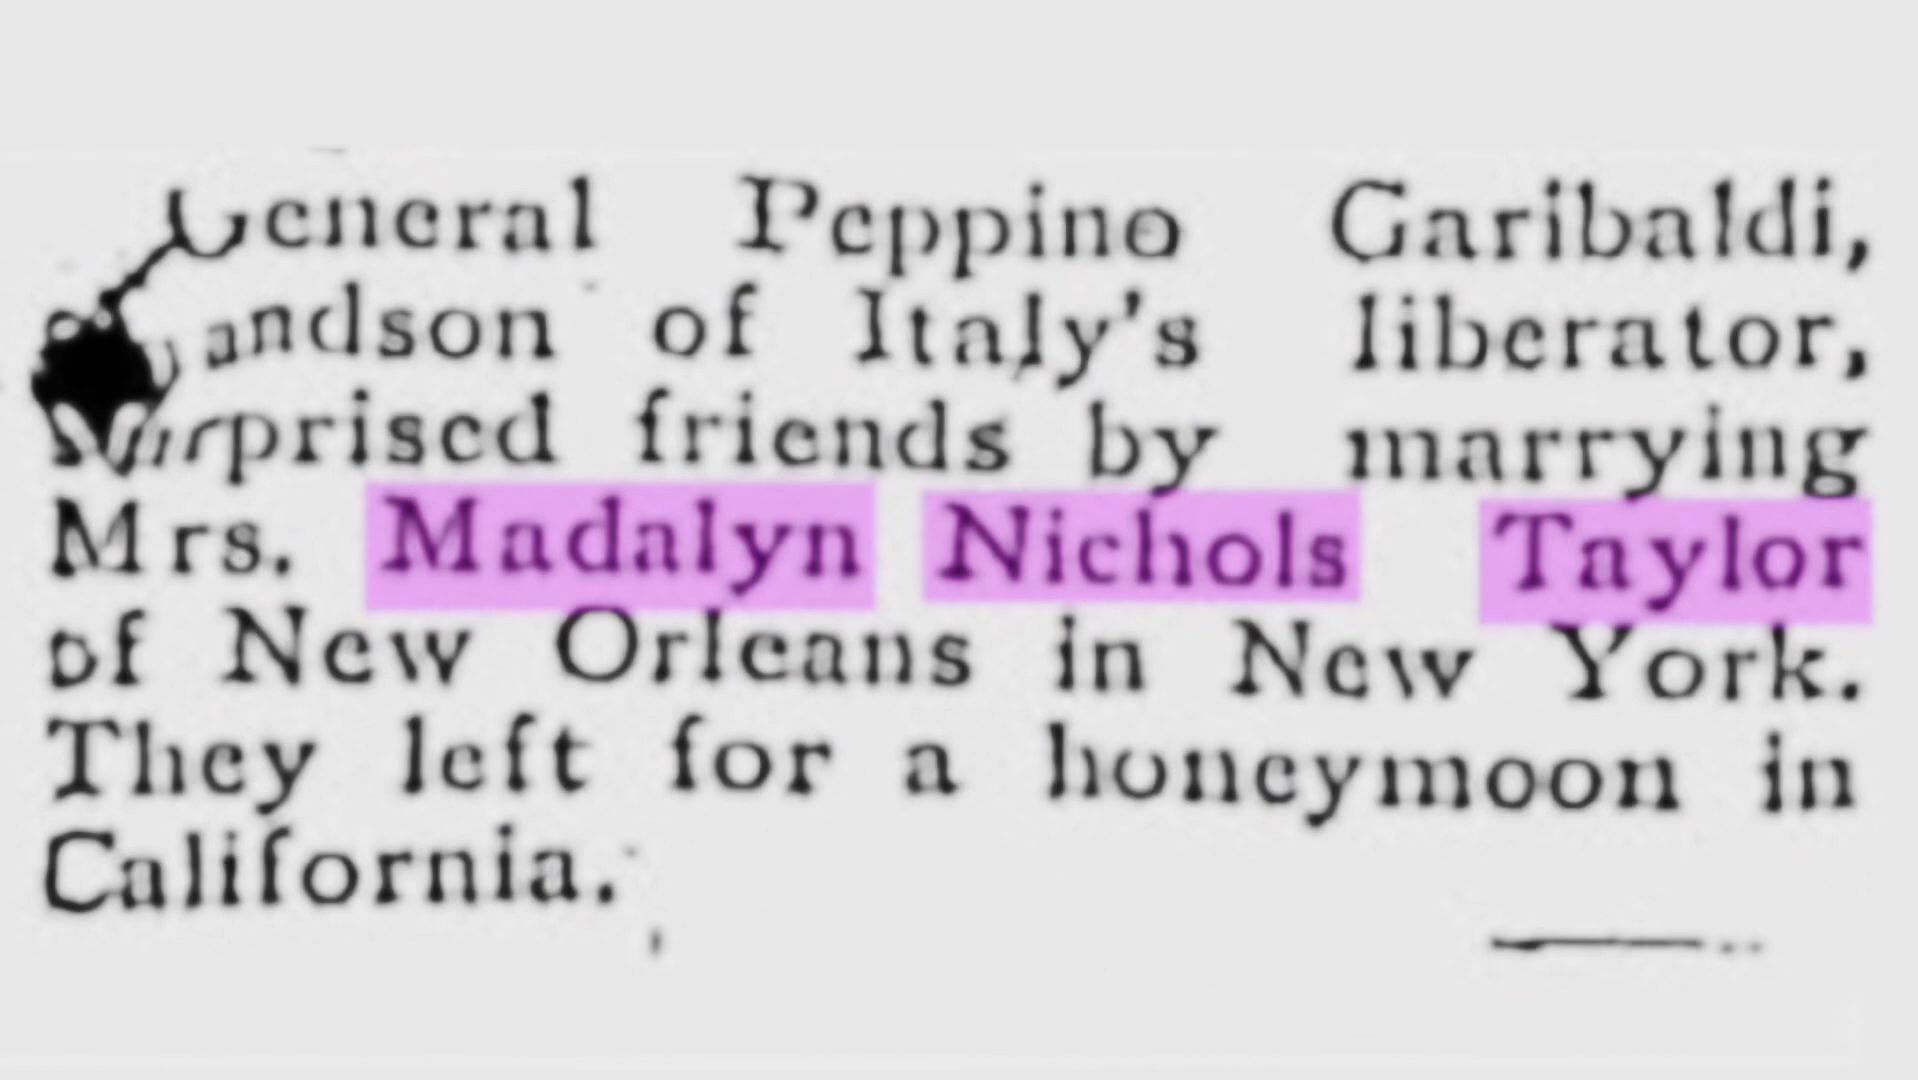 General Peppino Garibaldi,
grandson of Italy's liberator,
surprised friends by marrying
Mrs. Madalyn Nichols Taylor
of New Orleans in New York.
They left for a honeymoon in
California.